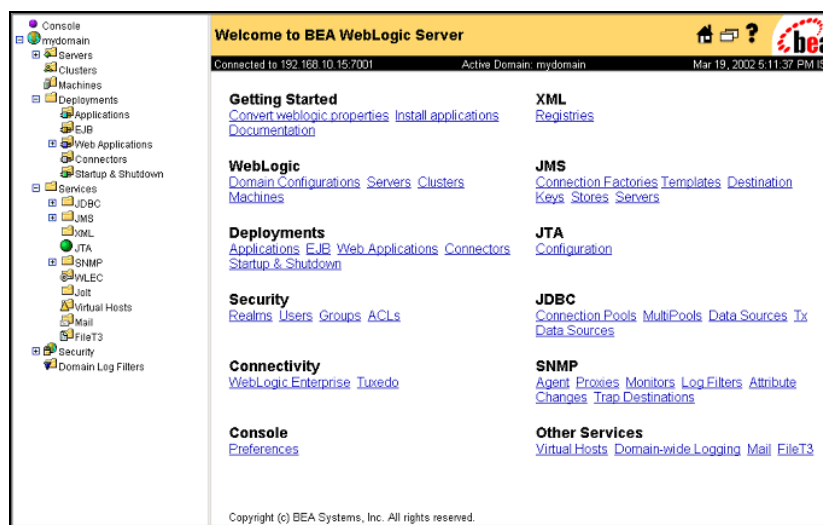 Console
mydomain
Servers
Clusters
Machines
Deployments
Applications
EJB
Web Applications
Connectors
Startup & Shutdown
Services
JDBC
JMS
XML
JTA
SNMP
WLEC
Jolt
Virtual Hosts
Mail
FileT3
Security
Domain Log Filters
Welcome to BEA WebLogic Server
?
bea
Connected to 192.168.10.15:7001 Active Domain: mydomain Mar 19, 2002 5:11:37 PM IS
Getting Started
Convert weblogic.properties Install applications
Documentation
XML
Registries
WebLogic
Domain Configurations Servers Clusters
Machines
JMS
Connection Factories Templates Destination
Keys Stores Servers
Deployments
Applications EJB Web Applications Connectors
Startup & Shutdown
JTA
Configuration
Security
Realms Users Groups ACLs
JDBC
Connection Pools MultiPools Data Sources Tx
Data Sources
Connectivity
WebLogic Enterprise Tuxedo
SNMP
Agent Proxies Monitors Log Filters Attribute
Changes Trap Destinations
Console
Preferences
Other Services
Virtual Hosts Domain-wide Logging Mail FileT3
Copyright (c) BEA Systems, Inc. All rights reserved.